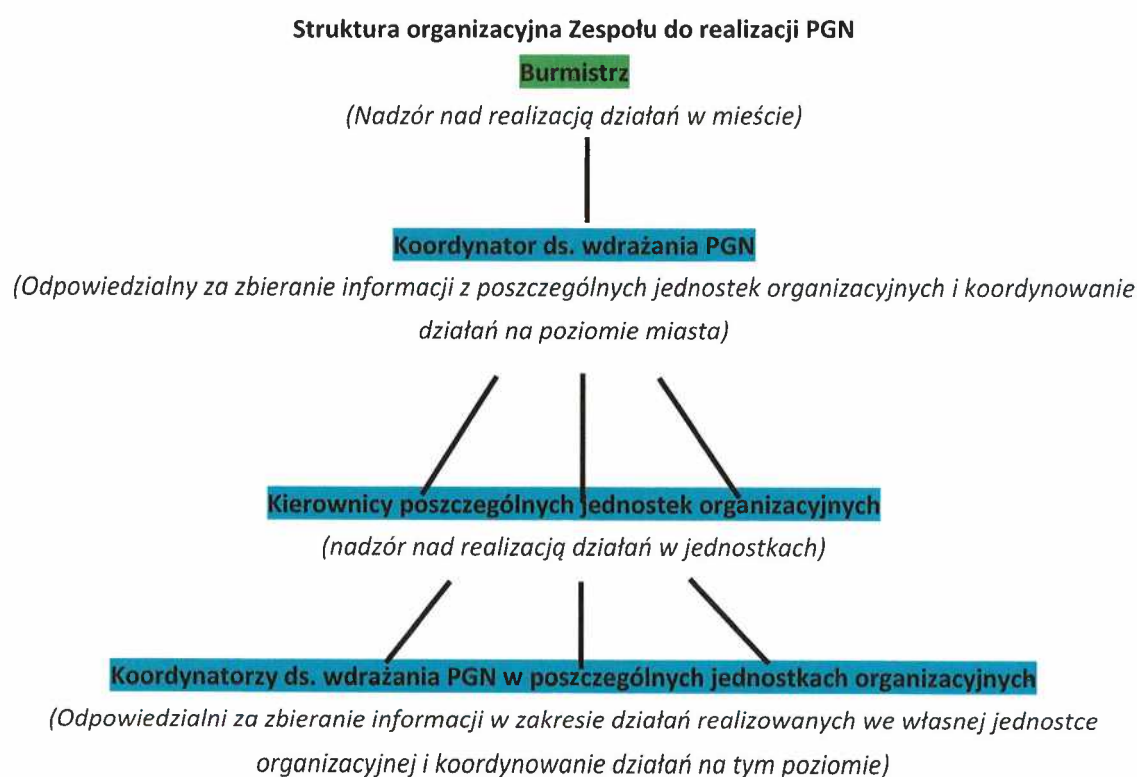 Struktura organizacyjna Zespołu do realizacji PGN
Burmistrz
(Nadzór nad realizacją działań w mieście)
Koordynator ds. wdrażania PGN
(Odpowiedzialny za zbieranie informacji z poszczególnych jednostek organizacyjnych i koordynowanie
działań na poziomie miasta)
Kierownicy poszczególnych jednostek organizacyjnych
(nadzór nad realizacją działań w jednostkach)
Koordynatorzy ds. wdrażania PGN w poszczególnych jednostkach organizacyjnych
(Odpowiedzialni za zbieranie informacji w zakresie działań realizowanych we własnej jednostce
organizacyjnej i koordynowanie działań na tym poziomie)